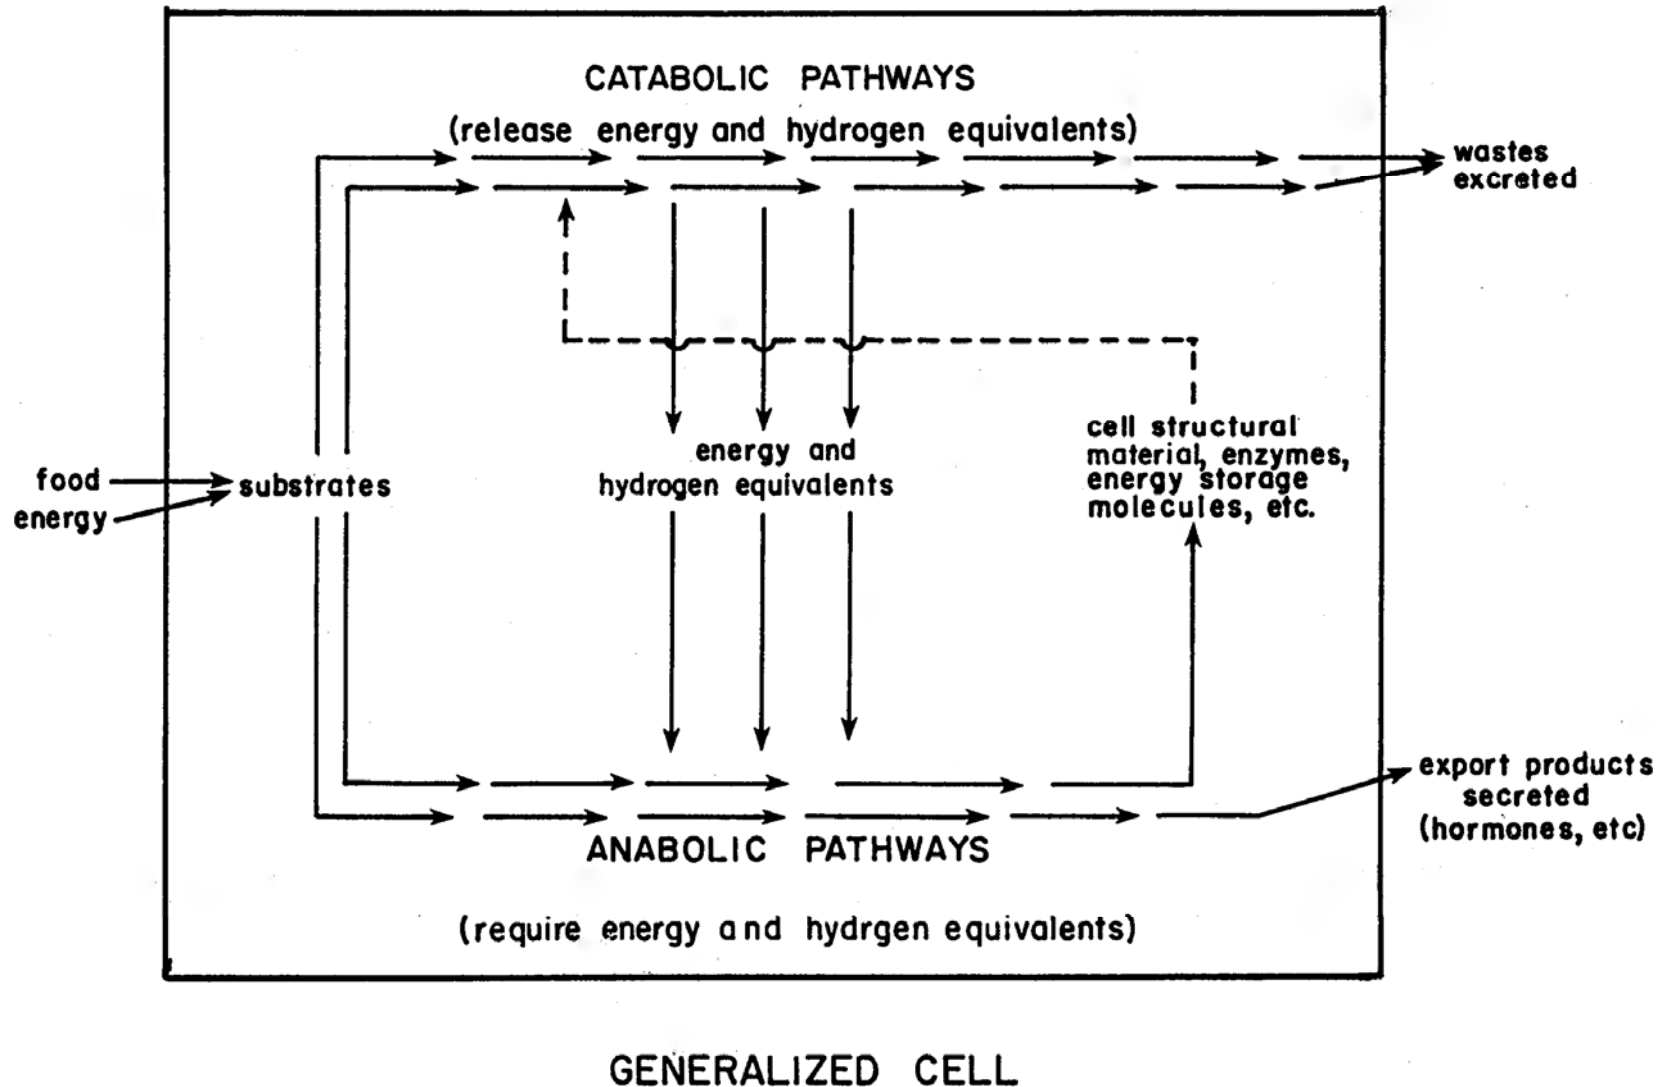 CATABOLIC PATHWAYS
(release energy and hydrogen equivalents)
wastes
excreted
cell structural
material, enzymes,
energy storage
molecules, etc.
energy and
hydrogen equivalents
food
energy
substrates
export products
secreted
(hormones, etc)
ANABOLIC PATHWAYS
(require energy and hydrgen equivalents)
GENERALIZED CELL